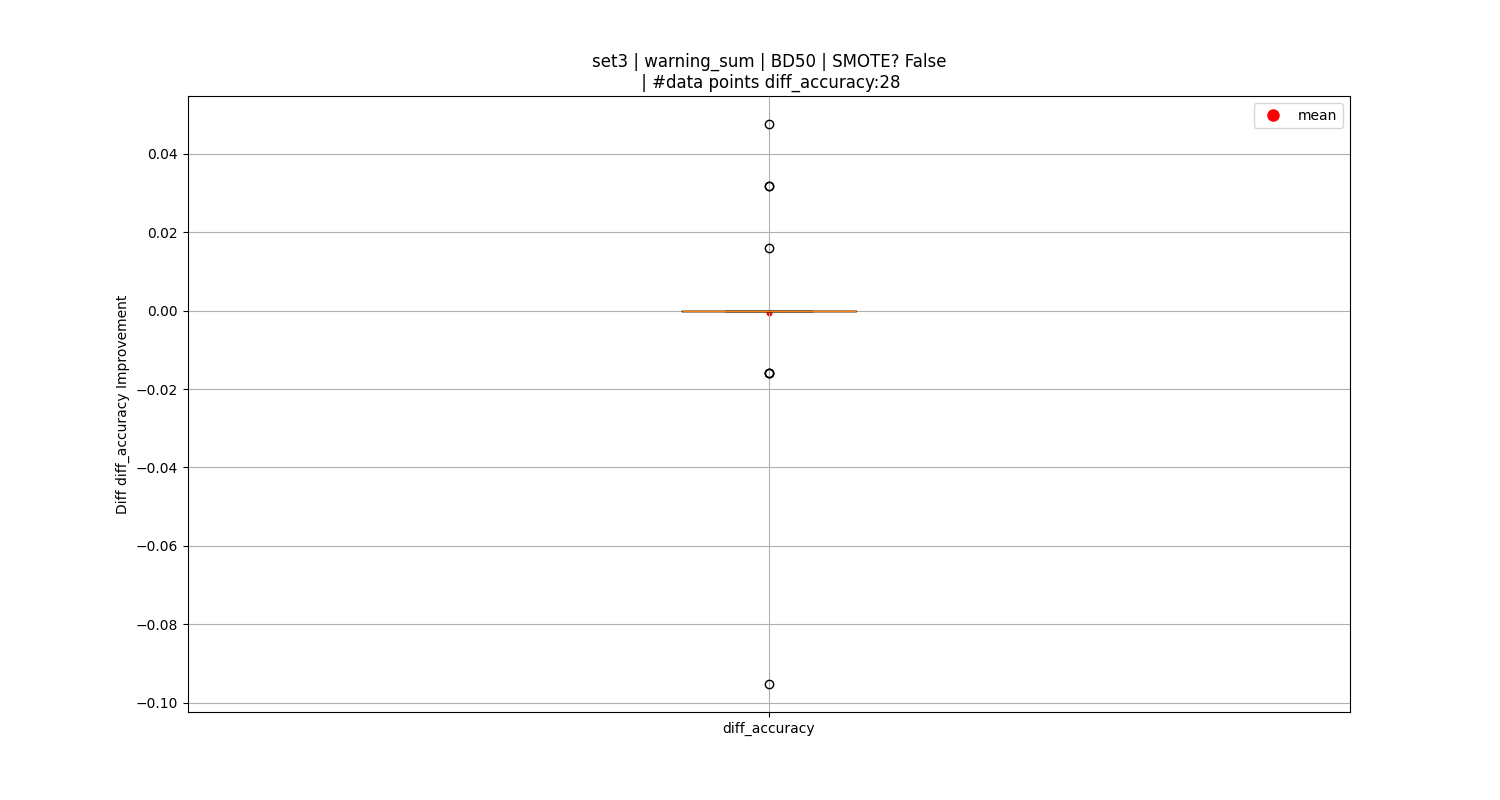 set3 | warning_sum | BD50 | SMOTE? False
| #data points diff_accuracy:28
mean
0.04
0.02
0.00
−0.02
−0.04
−0.06
−0.08
−0.10
Diff diff_accuracy Improvement
diff_accuracy